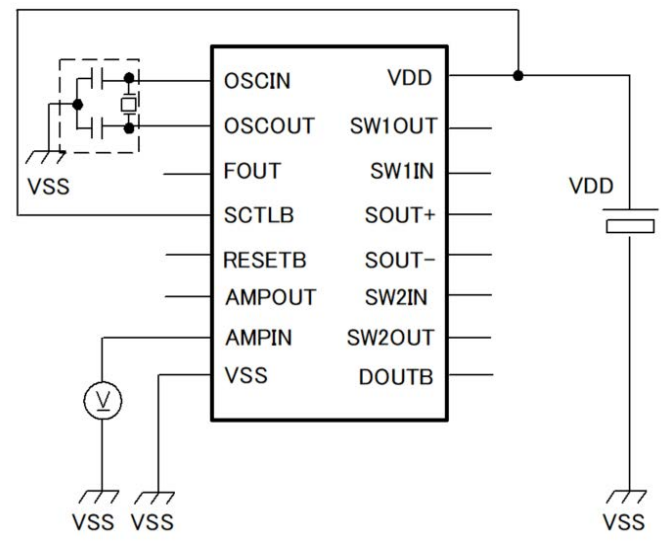 OSCIN
OSCOUT
FOUT
SCTLB
RESETB
AMPOUT
AMPIN
VSS
VDD
SW1OUT
SW1IN
SOUT+
SOUT-
SW2IN
SW2OUT
DOUTB
VSS
VDD
V
VSS
VSS
VSS